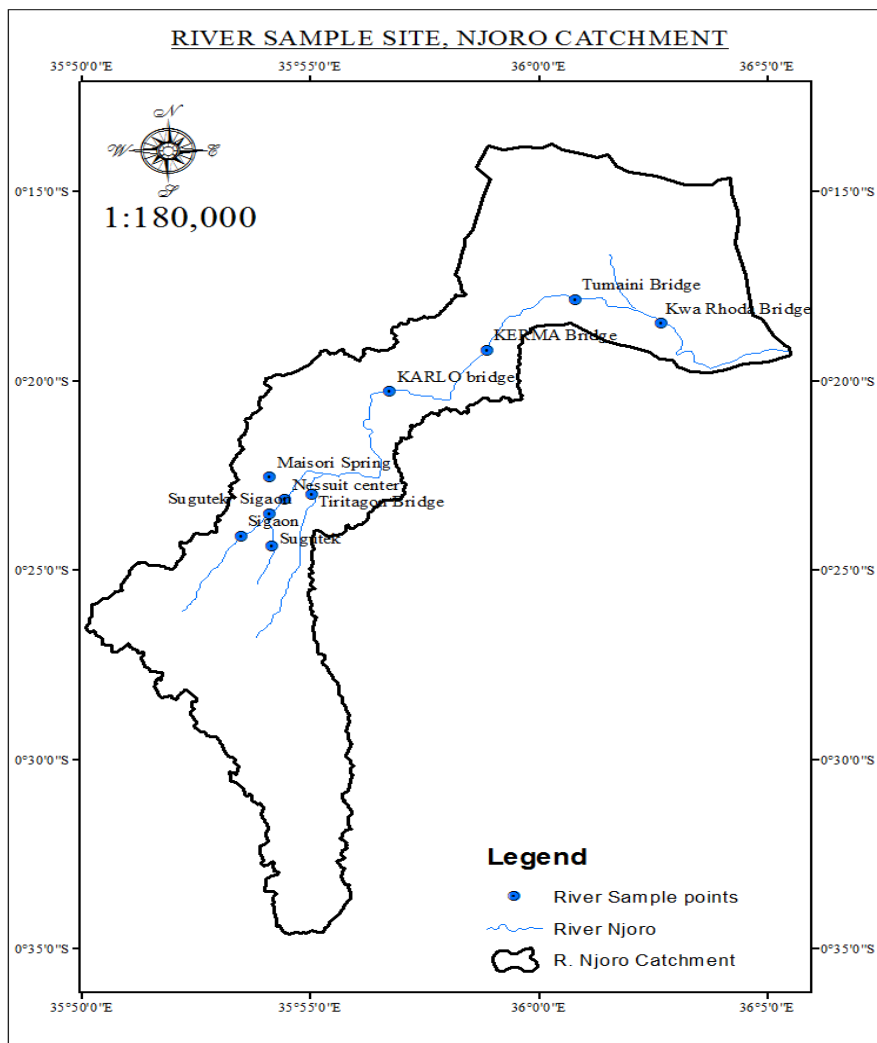 RIVER SAMPLE SITE, NJORO CATCHMENT
35°50'0"E 35°55'0"E 36°0'0"E 36°5'0"E
N
W E
S
1:180,000
0°15'0"S 0°15'0"S
Tumaini Bridge
Kwa Rhoda Bridge
KERMA Bridge
0°20'0"S 0°20'0"S
KARLO bridge
Maisori Spring
Nessuit center
Sugutek Sigaon
Tiritagon Bridge
Sigaon
Sugutek
0°25'0"S 0°25'0"S
0°30'0"S 0°30'0"S
Legend
River Sample points
River Njoro
0°35'0"S 0°35'0"S
R. Njoro Catchment
35°50'0"E 35°55'0"E 36°0'0"E 36°5'0"E